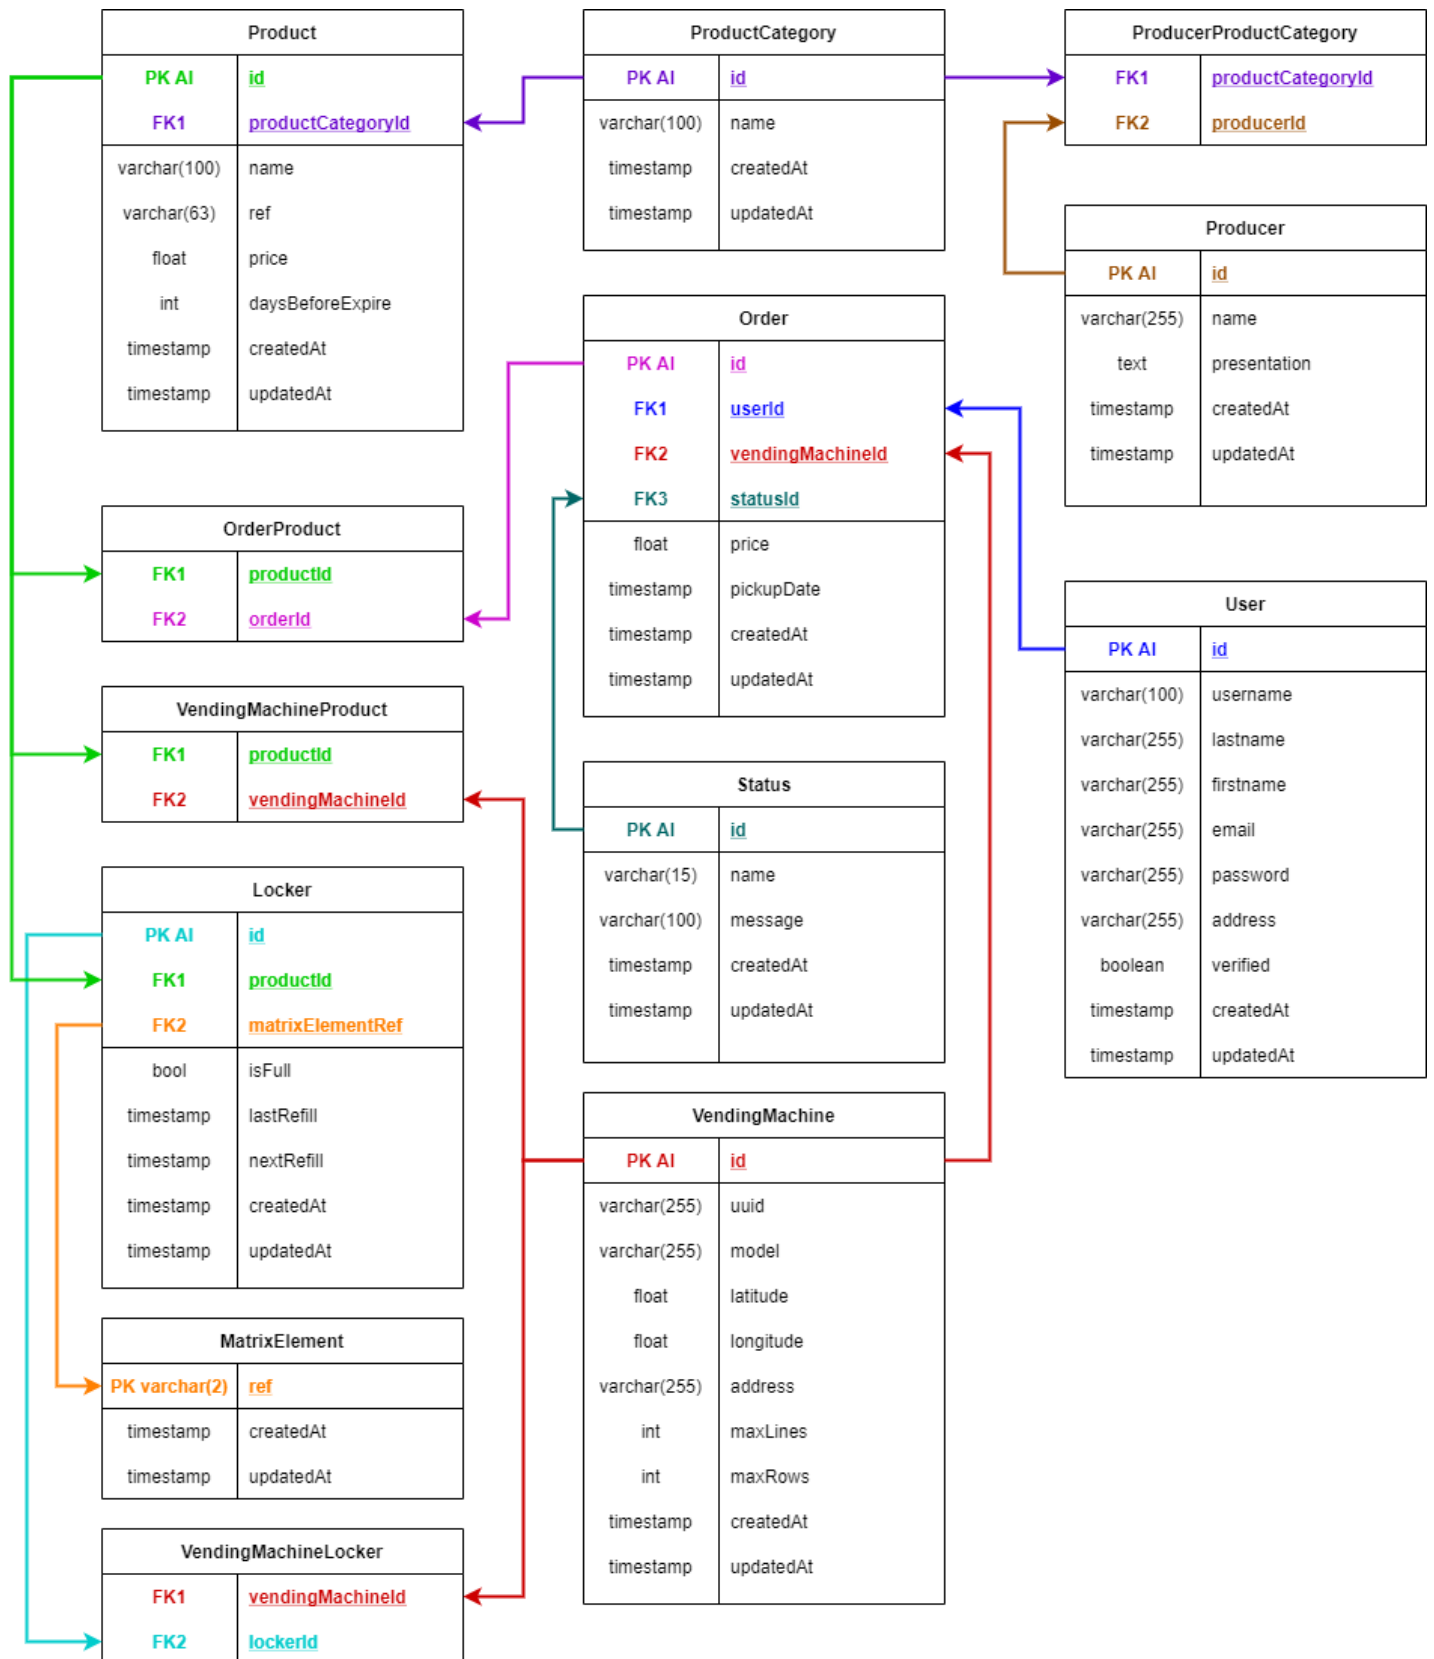 Product
PK AI id
FK1 productCategoryId
varchar(100) name
varchar(63) ref
float price
int daysBeforeExpire
timestamp createdAt
timestamp updatedAt
OrderProduct
FK1 productId
FK2 orderId
VendingMachineProduct
FK1 productId
FK2 vendingMachineId
Locker
PK AI id
FK1 productId
FK2 matrixElementRef
bool isFull
timestamp lastRefill
timestamp nextRefill
timestamp createdAt
timestamp updatedAt
MatrixElement
PK varchar(2) ref
timestamp createdAt
timestamp updatedAt
VendingMachineLocker
FK1 vendingMachineId
FK2 lockerId
ProductCategory
PK AI id
varchar(100) name
timestamp createdAt
timestamp updatedAt
Order
PK AI id
FK1 userId
FK2 vendingMachineId
FK3 statusId
float price
timestamp pickupDate
timestamp createdAt
timestamp updatedAt
Status
PK AI id
varchar(15) name
varchar(100) message
timestamp createdAt
timestamp updatedAt
VendingMachine
PK AI id
varchar(255) uuid
varchar(255) model
float latitude
float longitude
varchar(255) address
int maxLines
int maxRows
timestamp createdAt
timestamp updatedAt
ProducerProductCategory
FK1 productCategoryId
FK2 producerId
Producer
PK AI id
varchar(255) name
text presentation
timestamp createdAt
timestamp updatedAt
User
PK AI id
varchar(100) username
varchar(255) lastname
varchar(255) firstname
varchar(255) email
varchar(255) password
varchar(255) address
boolean verified
timestamp createdAt
timestamp updatedAt